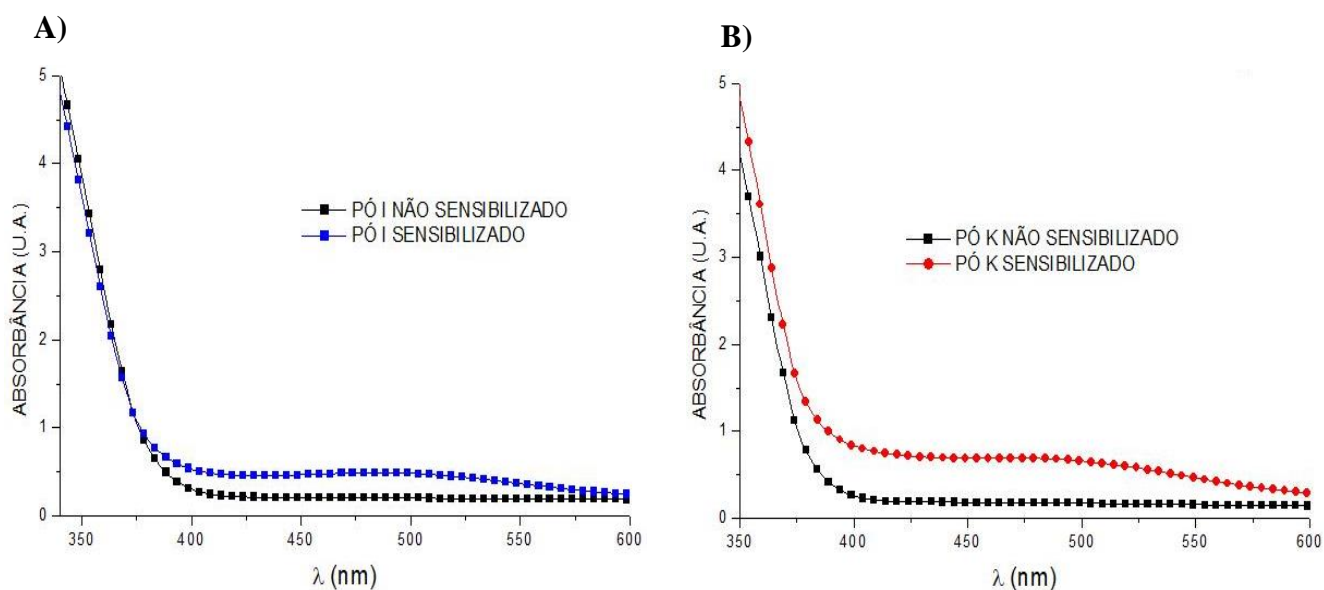 A)
5
4
3
2
1
0
ABSORBÂNCIA (U.A.)
PÓ I NÃO SENSIBILIZADO
PÓ I SENSIBILIZADO
350 400 450 500 550 600
λ (nm)
B)
5
4
3
2
1
0
ABSORBÂNCIA (U.A.)
PÓ K NÃO SENSIBILIZADO
PÓ K SENSIBILIZADO
350 400 450 500 550 600
λ (nm)